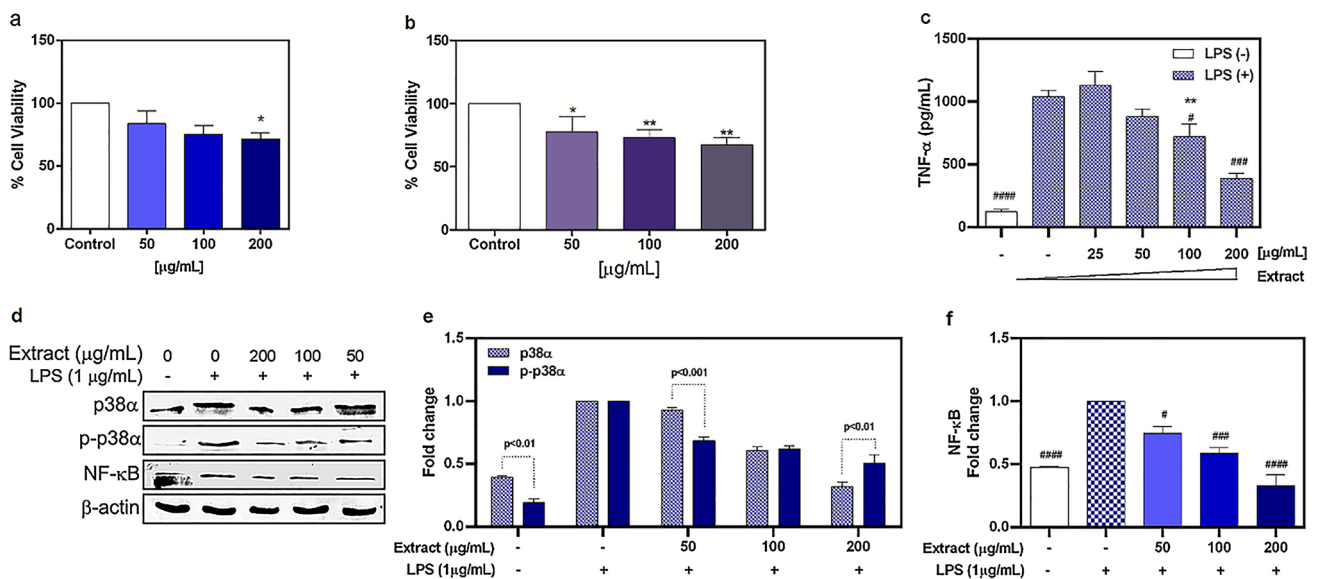 a
150
100
50
0
% Cell Viability
*
Control 50 100 200
[µg/mL]
b
150
100
50
0
% Cell Viability
* ** **
Control 50 100 200
[µg/mL]
c
1500
1000
500
0
TNF-α (pg/mL)
LPS (-)
LPS (+)
**
#
###
####
- - 25 50 100 200 [µg/mL]
Extract
d
Extract (µg/mL) 0 0 200 100 50
LPS (1 µg/mL) - + + + +
p38α
p-p38α
NF-κB
β-actin
e
1.5
1.0
0.5
0.0
Fold change
p38α
p-p38α
p<0.01
p<0.001
p<0.01
Extract (µg/mL) - - 50 100 200
LPS (1µg/mL) - + + + +
f
1.5
1.0
0.5
0.0
NF-κB
Fold change
####
#
###
####
Extract (µg/mL) - - 50 100 200
LPS (1µg/mL) - + + + +